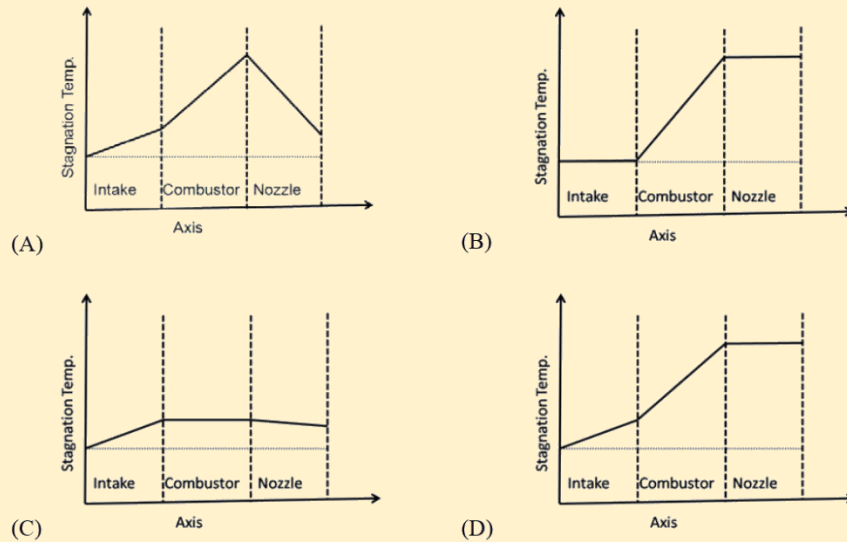 Stagnation Temp.
Intake Combustor Nozzle
Axis
(A)
Stagnation Temp.
Intake Combustor Nozzle
Axis
(B)
Stagnation Temp.
Intake Combustor Nozzle
Axis
(C)
Stagnation Temp.
Intake Combustor Nozzle
Axis
(D)